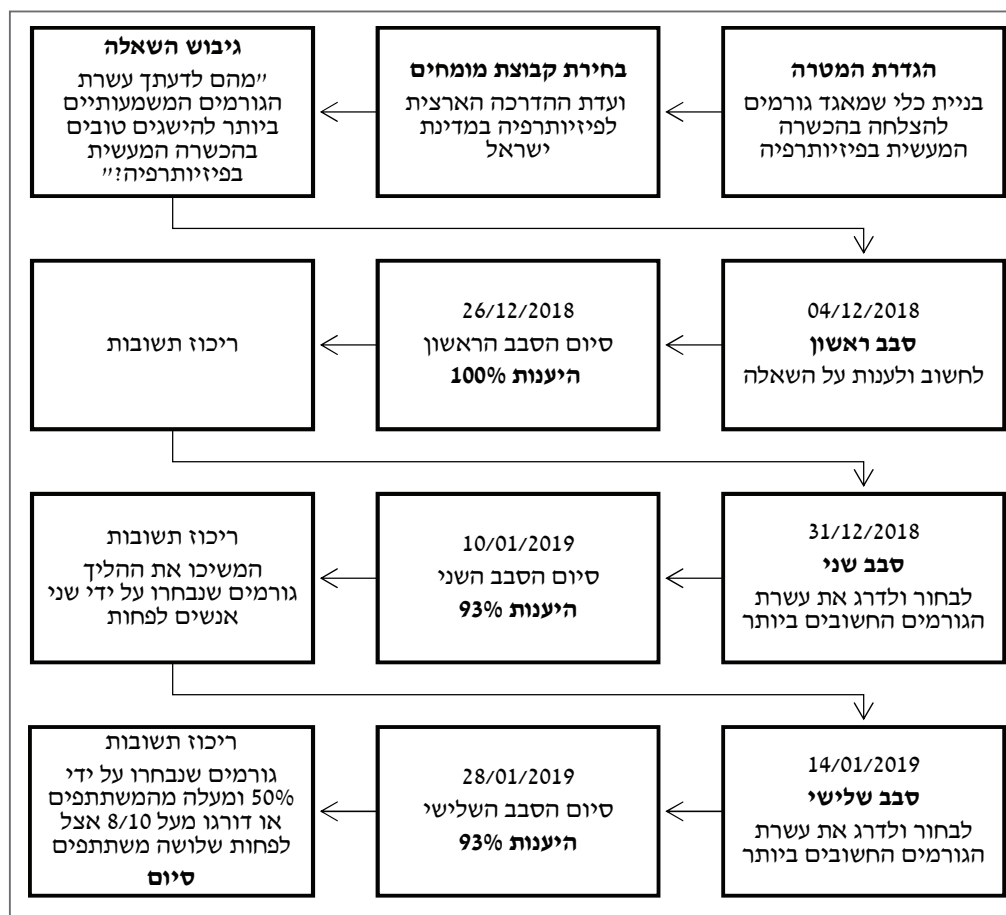 הגדרת המטרה
בניית כלי שמאגד גורמים
להצלחה בהכשרה
המעשית בפיזיותרפיה
בחירת קבוצת מומחים
ועדת ההדרכה הארצית
לפיזיותרפיה במדינת
ישראל
גיבוש השאלה
״מהם לדעתך עשרת
הגורמים המשמעותיים
ביותר להישגים טובים
בהכשרה המעשית
בפיזיותרפיה?״
04/12/2018
סבב ראשון
לחשוב ולענות על השאלה
26/12/2018
סיום הסבב הראשון
היענות 100%
ריכוז תשובות
31/12/2018
סבב שני
לבחור ולדרג את עשרת
הגורמים החשובים ביותר
10/01/2019
סיום הסבב השני
היענות 93%
ריכוז תשובות
המשיכו את ההליך
גורמים שנבחרו על ידי שני
אנשים לפחות
14/01/2019
סבב שלישי
לבחור ולדרג את עשרת
הגורמים החשובים ביותר
28/01/2019
סיום הסבב השלישי
היענות 93%
ריכוז תשובות
גורמים שנבחרו על ידי
50% ומעלה מהמשתתפים
או דורגו מעל 8/10 אצל
לפחות שלושה משתתפים
סיום